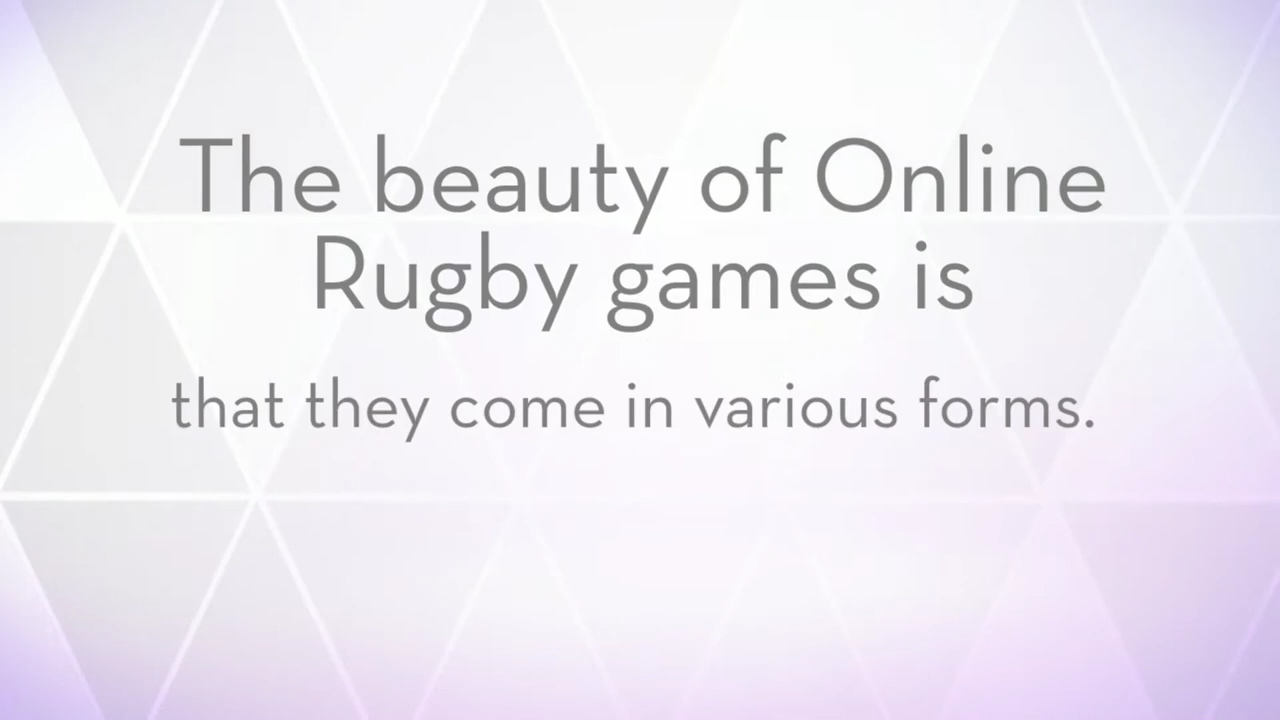 The beauty of Online
Rugby games is
that they come in various forms.